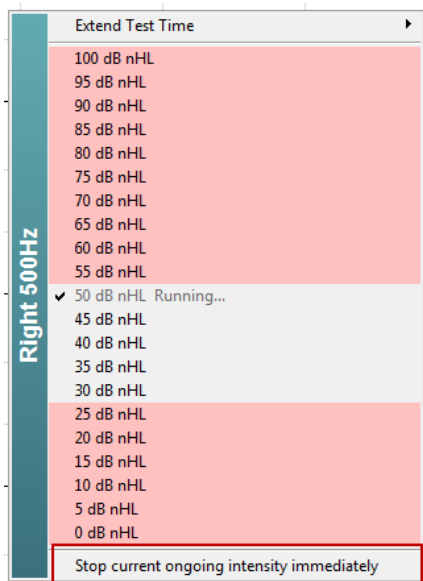 Right 500Hz
Extend Test Time
100 dB nHL
95 dB nHL
90 dB nHL
85 dB nHL
80 dB nHL
75 dB nHL
70 dB nHL
65 dB nHL
60 dB nHL
55 dB nHL
50 dB nHL Running...
45 dB nHL
40 dB nHL
35 dB nHL
30 dB nHL
25 dB nHL
20 dB nHL
15 dB nHL
10 dB nHL
5 dB nHL
0 dB nHL
Stop current ongoing intensity immediately